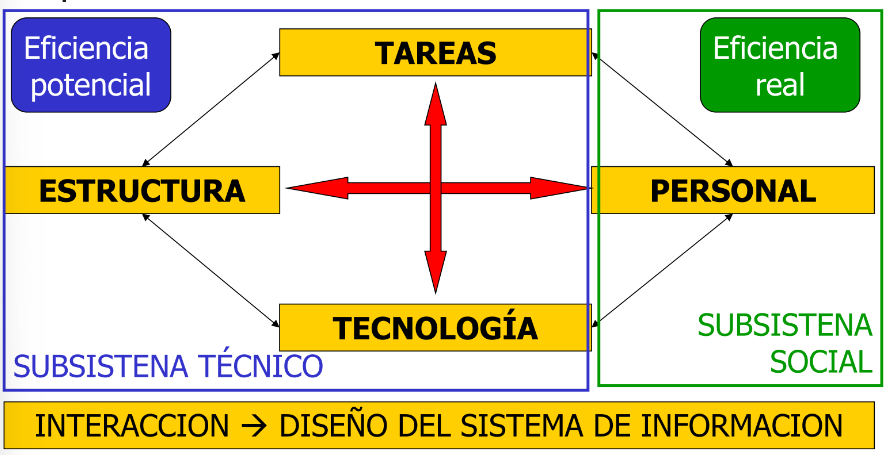 Eficiencia
potencial
TAREAS
Eficiencia
real
ESTRUCTURA
PERSONAL
TECNOLOGÍA
SUBSISTENA
SOCIAL
SUBSISTENA TÉCNICO
INTERACCION → DISEÑO DEL SISTEMA DE INFORMACION